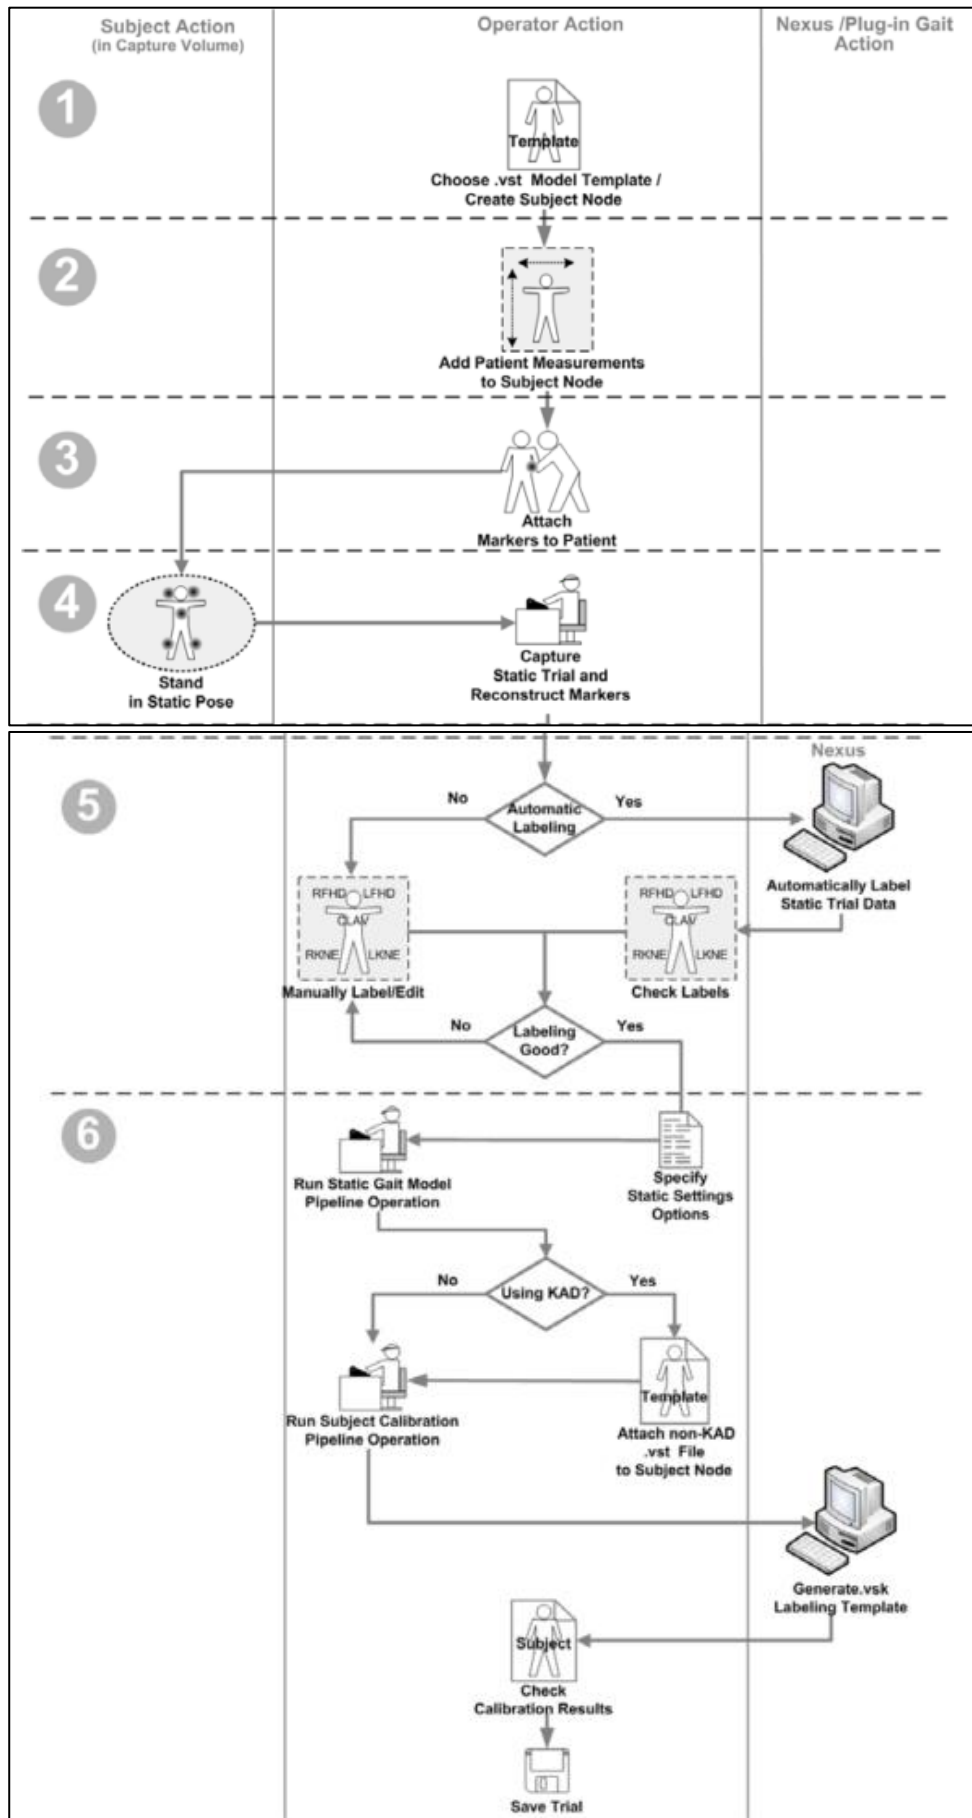 Subject Action
(in Capture Volume)
Operator Action
Nexus /Plug-in Gait
Action
1
Template
Choose .vst Model Template /
Create Subject Node
2
Add Patient Measurements
to Subject Node
3
Attach
Markers to Patient
4
Stand
in Static Pose
Capture
Static Trial and
Reconstruct Markers
5
Nexus
No
Automatic
Labeling
Yes
Automatically Label
Static Trial Data
RFHD LFHD
CLAV
RKNE LKNE
Manually Label/Edit
RFHD LFHD
CLAV
RKNE LKNE
Check Labels
No
Labeling
Good?
Yes
6
Run Static Gait Model
Pipeline Operation
Specify
Static Settings
Options
No
Using KAD?
Yes
Run Subject Calibration
Pipeline Operation
Template
Attach non-KAD
.vst File
to Subject Node
Generate.vsk
Labeling Template
Subject
Check
Calibration Results
Save Trial